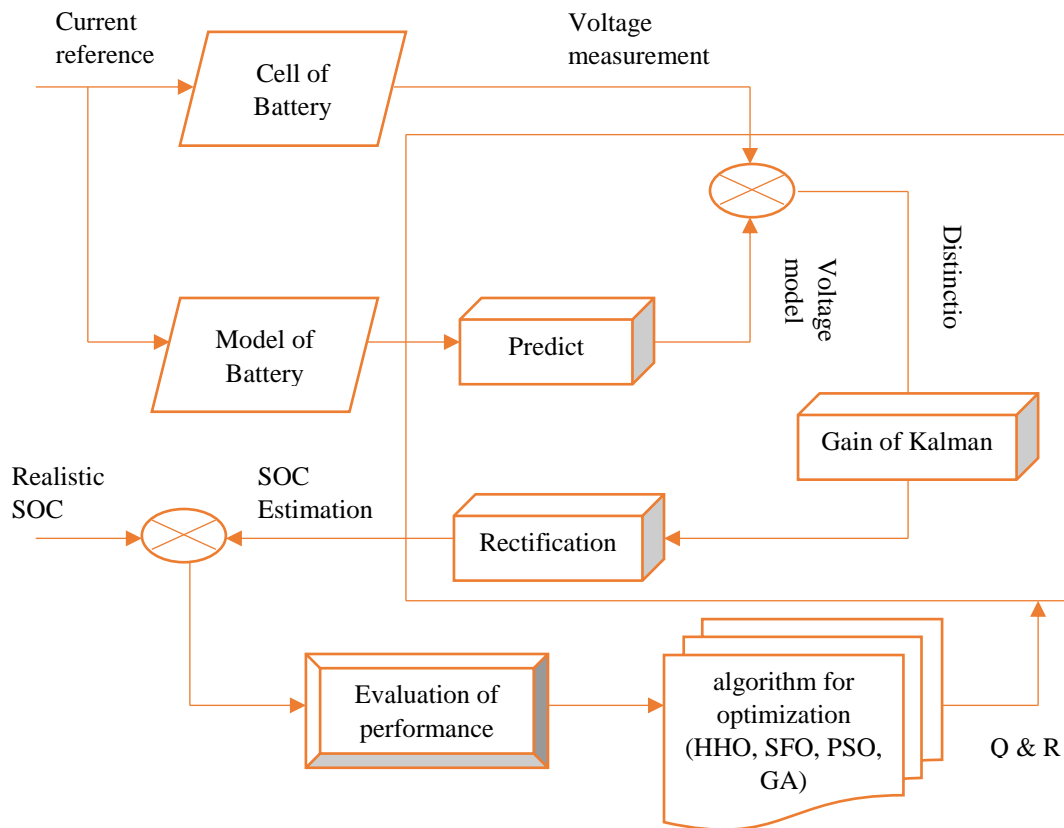 Current
reference
Voltage
measurement
Cell of
Battery
Distinctio
Voltage
model
Model of
Battery
Predict
Gain of Kalman
Realistic
SOC
SOC
Estimation
Rectification
Evaluation of
performance
algorithm for
optimization
(HHO, SFO, PSO,
GA)
Q & R